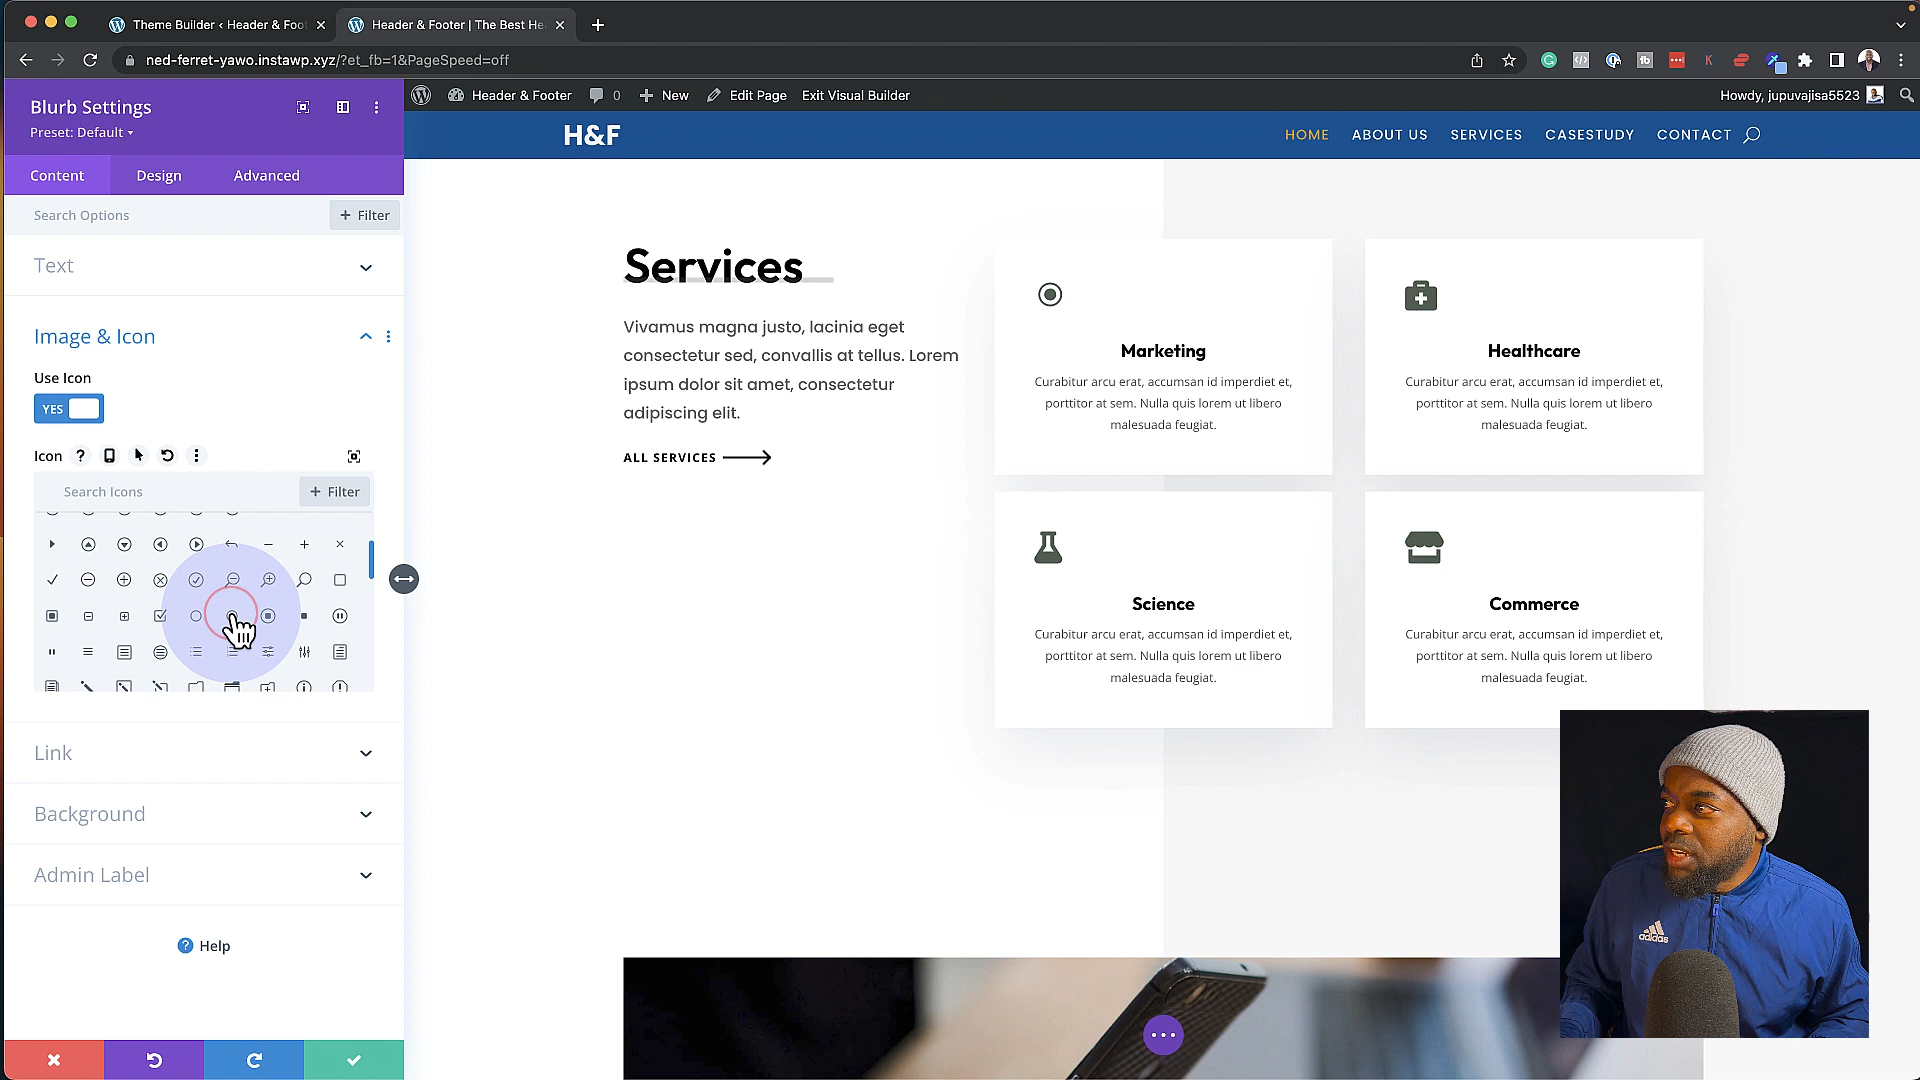 Theme Builder ‹ Header & Foot
Header & Footer | The Best He
ned-ferret-yawo.instawp.xyz/?et_fb=1&PageSpeed=off
Blurb Settings
Preset: Default
Content
Design
Advanced
Search Options
+ Filter
Text
Image & Icon
Use Icon
YES
Icon
Search Icons
+ Filter
Link
Background
Admin Label
Help
Header & Footer
0
New
Edit Page
Exit Visual Builder
Howdy, jupuvajisa5523
H&F
HOME
ABOUT US
SERVICES
CASESTUDY
CONTACT
Services
Vivamus magna justo, lacinia eget
consectetur sed, convallis at tellus. Lorem
ipsum dolor sit amet, consectetur
adipiscing elit.
ALL SERVICES
Marketing
Curabitur arcu erat, accumsan id imperdiet et,
porttitor at sem. Nulla quis lorem ut libero
malesuada feugiat.
Healthcare
Curabitur arcu erat, accumsan id imperdiet et,
porttitor at sem. Nulla quis lorem ut libero
malesuada feugiat.
Science
Curabitur arcu erat, accumsan id imperdiet et,
porttitor at sem. Nulla quis lorem ut libero
malesuada feugiat.
Commerce
Curabitur arcu erat, accumsan id imperdiet et,
porttitor at sem. Nulla quis lorem ut libero
malesuada feugiat.
adidas